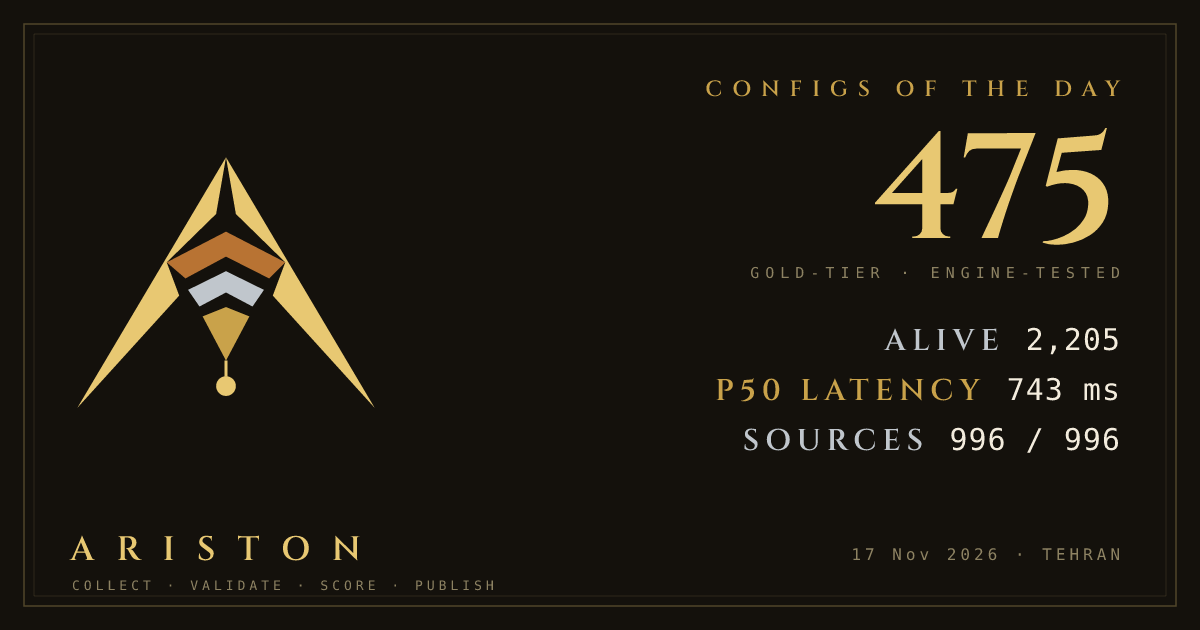 CONFIGS OF THE DAY
475
GOLD-TIER · ENGINE-TESTED
ALIVE 2,205
P50 LATENCY 743 ms
SOURCES 996 / 996
ARISTON
COLLECT · VALIDATE · SCORE · PUBLISH
17 Nov 2026 · TEHRAN